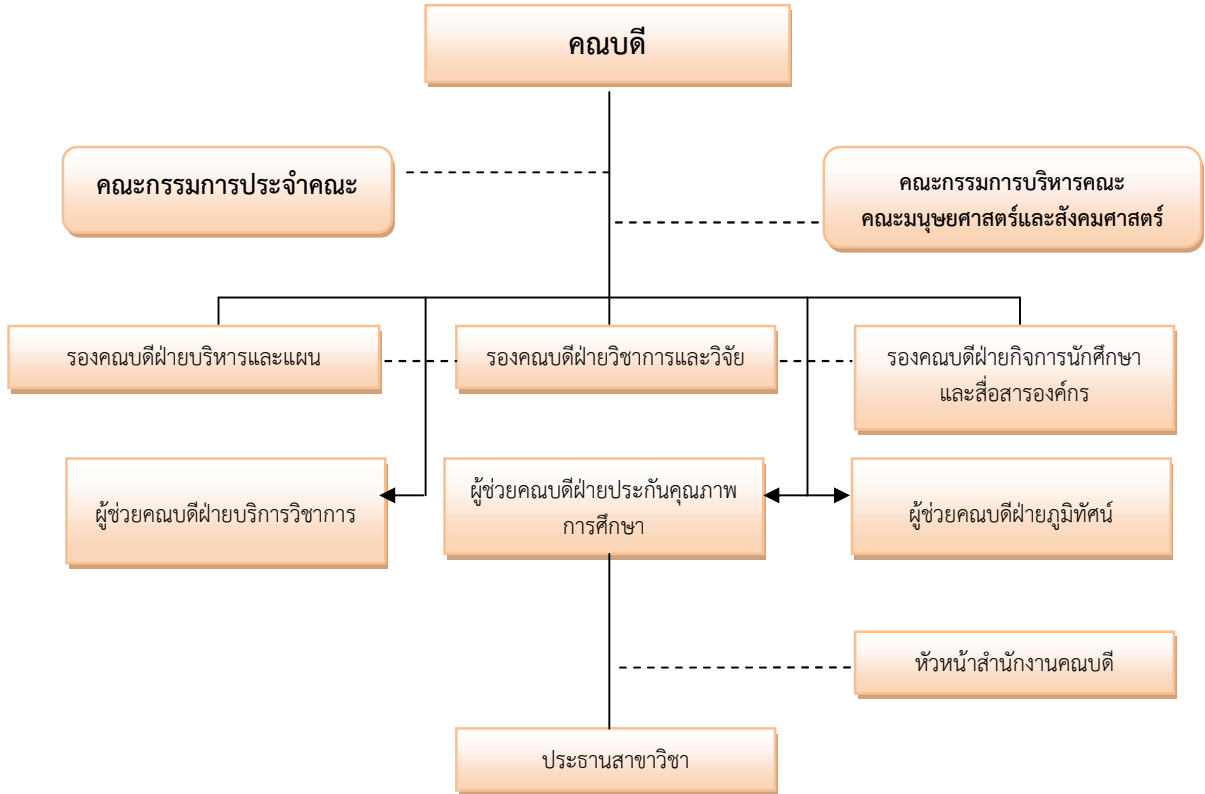 คณบดี
คณะกรรมการประจำคณะ
คณะกรรมการบริหารคณะ
คณะมนุษยศาสตร์และสังคมศาสตร์
รองคณบดีฝ่ายบริหารและแผน
รองคณบดีฝ่ายวิชาการและวิจัย
รองคณบดีฝ่ายกิจการนักศึกษา
และสื่อสารองค์กร
ผู้ช่วยคณบดีฝ่ายบริการวิชาการ
ผู้ช่วยคณบดีฝ่ายประกันคุณภาพ
การศึกษา
ผู้ช่วยคณบดีฝ่ายภูมิทัศน์
หัวหน้าสำนักงานคณบดี
ประธานสาขาวิชา